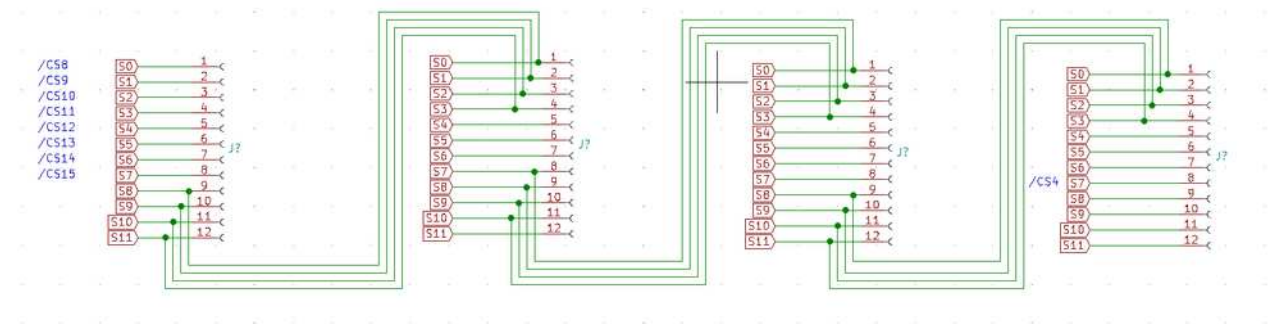 /CS8
/CS9
/CS10
/CS11
/CS12
/CS13
/CS14
/CS15
S0 1
S1 2
S2 3
S3 4
S4 5
S5 6
S6 7
S7 8
S8 9
S9 10
S10 11
S11 12
J?
S0 1
S1 2
S2 3
S3 4
S4 5
S5 6
S6 7
S7 8
S8 9
S9 10
S10 11
S11 12
J?
S0 1
S1 2
S2 3
S3 4
S4 5
S5 6
S6 7
S7 8
S8 9
S9 10
S10 11
S11 12
J?
/CS4
S0 1
S1 2
S2 3
S3 4
S4 5
S5 6
S6 7
S7 8
S8 9
S9 10
S10 11
S11 12
J?